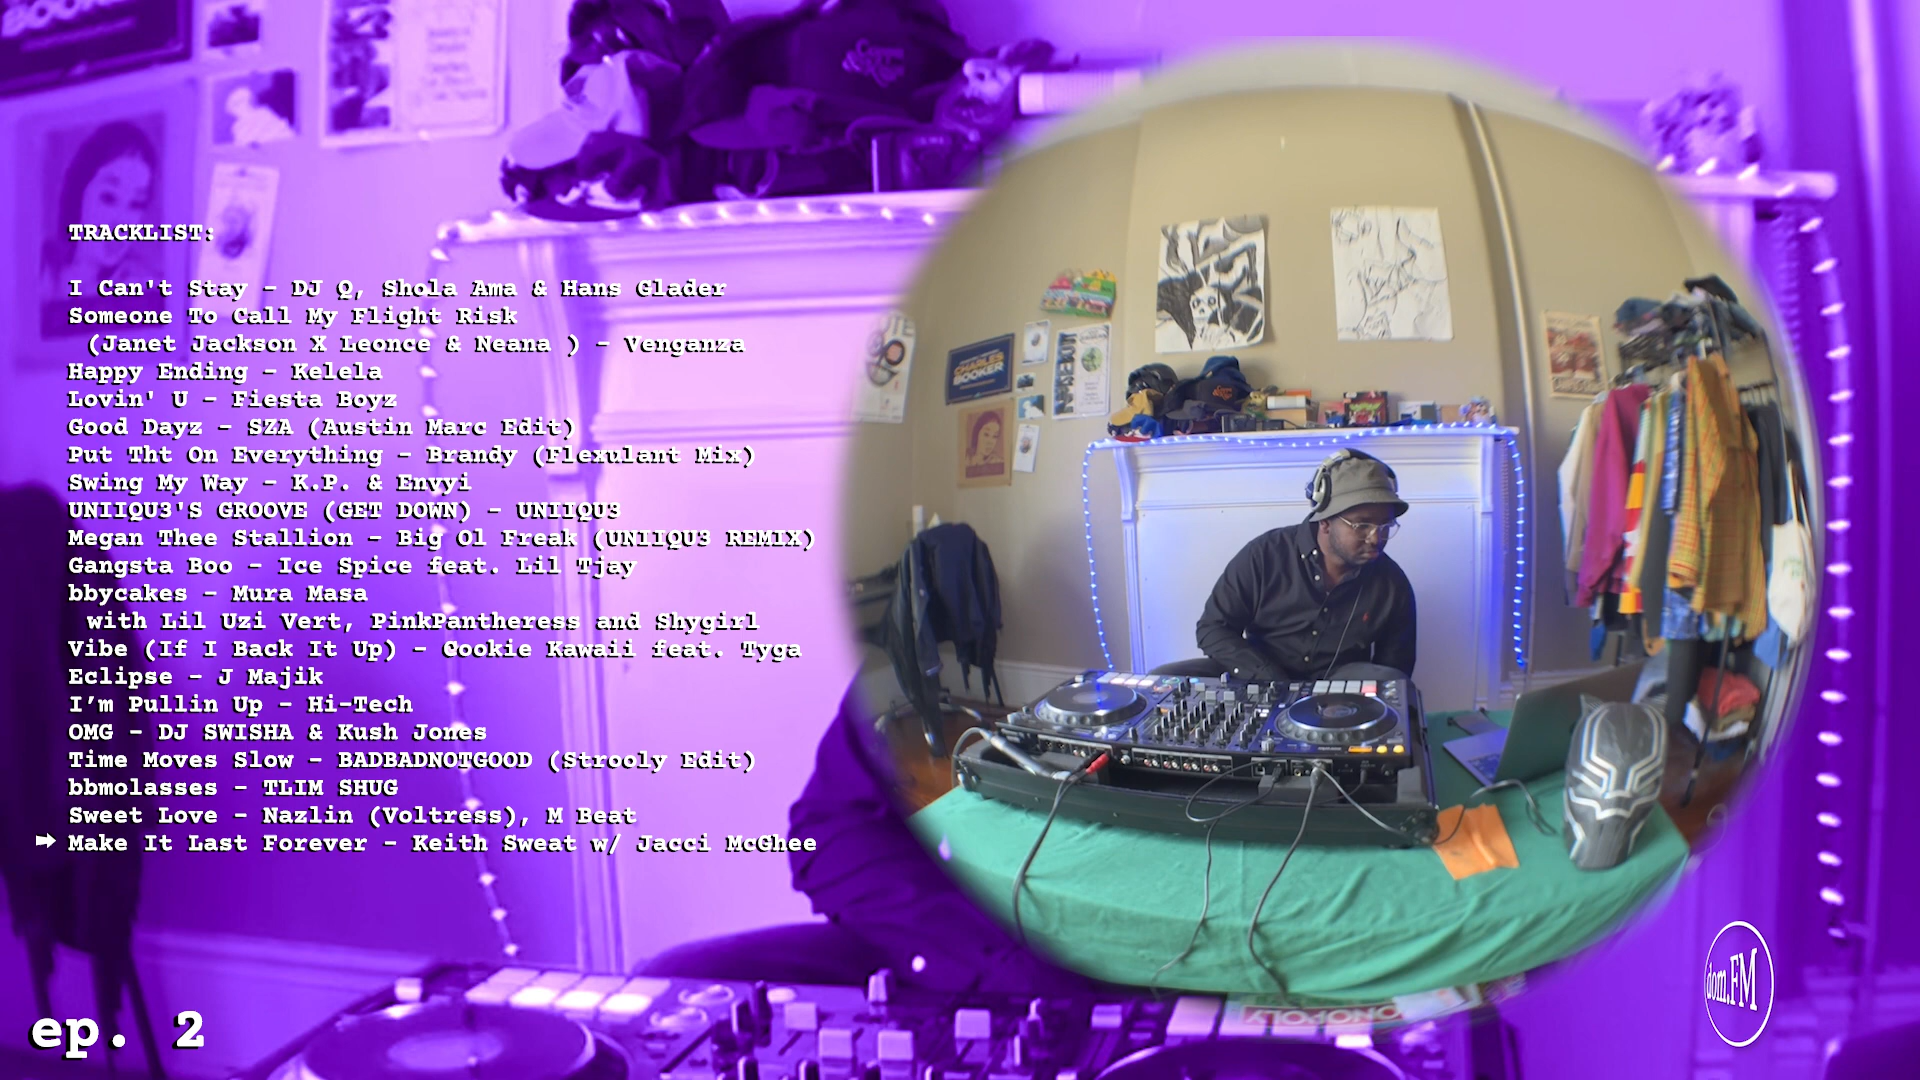 BOOKER
TRACKLIST:
I Can't Stay - DJ Q, Shola Ama & Hans Glader
Someone To Call My Flight Risk
(Janet Jackson X Leonce & Neana ) - Venganza
Happy Ending - Kelela
Lovin' U - Fiesta Boyz
Good Dayz - SZA (Austin Marc Edit)
Put Tht On Everything - Brandy (Flexulant Mix)
Swing My Way - K.P. & Envyi
UNIIQU3'S GROOVE (GET DOWN) - UNIIQU3
Megan Thee Stallion - Big Ol Freak (UNIIQU3 REMIX)
Gangsta Boo - Ice Spice feat. Lil Tjay
bbycakes - Mura Masa
with Lil Uzi Vert, PinkPantheress and Shygirl
Vibe (If I Back It Up) - Cookie Kawaii feat. Tyga
Eclipse - J Majik
I’m Pullin Up - Hi-Tech
OMG - DJ SWISHA & Kush Jones
Time Moves Slow - BADBADNOTGOOD (Strooly Edit)
bbmolasses - TLIM SHUG
Sweet Love - Nazlin (Voltress), M Beat
➡ Make It Last Forever - Keith Sweat w/ Jacci McGhee
CHARLES
BOOKER
ep. 2
dom.FM